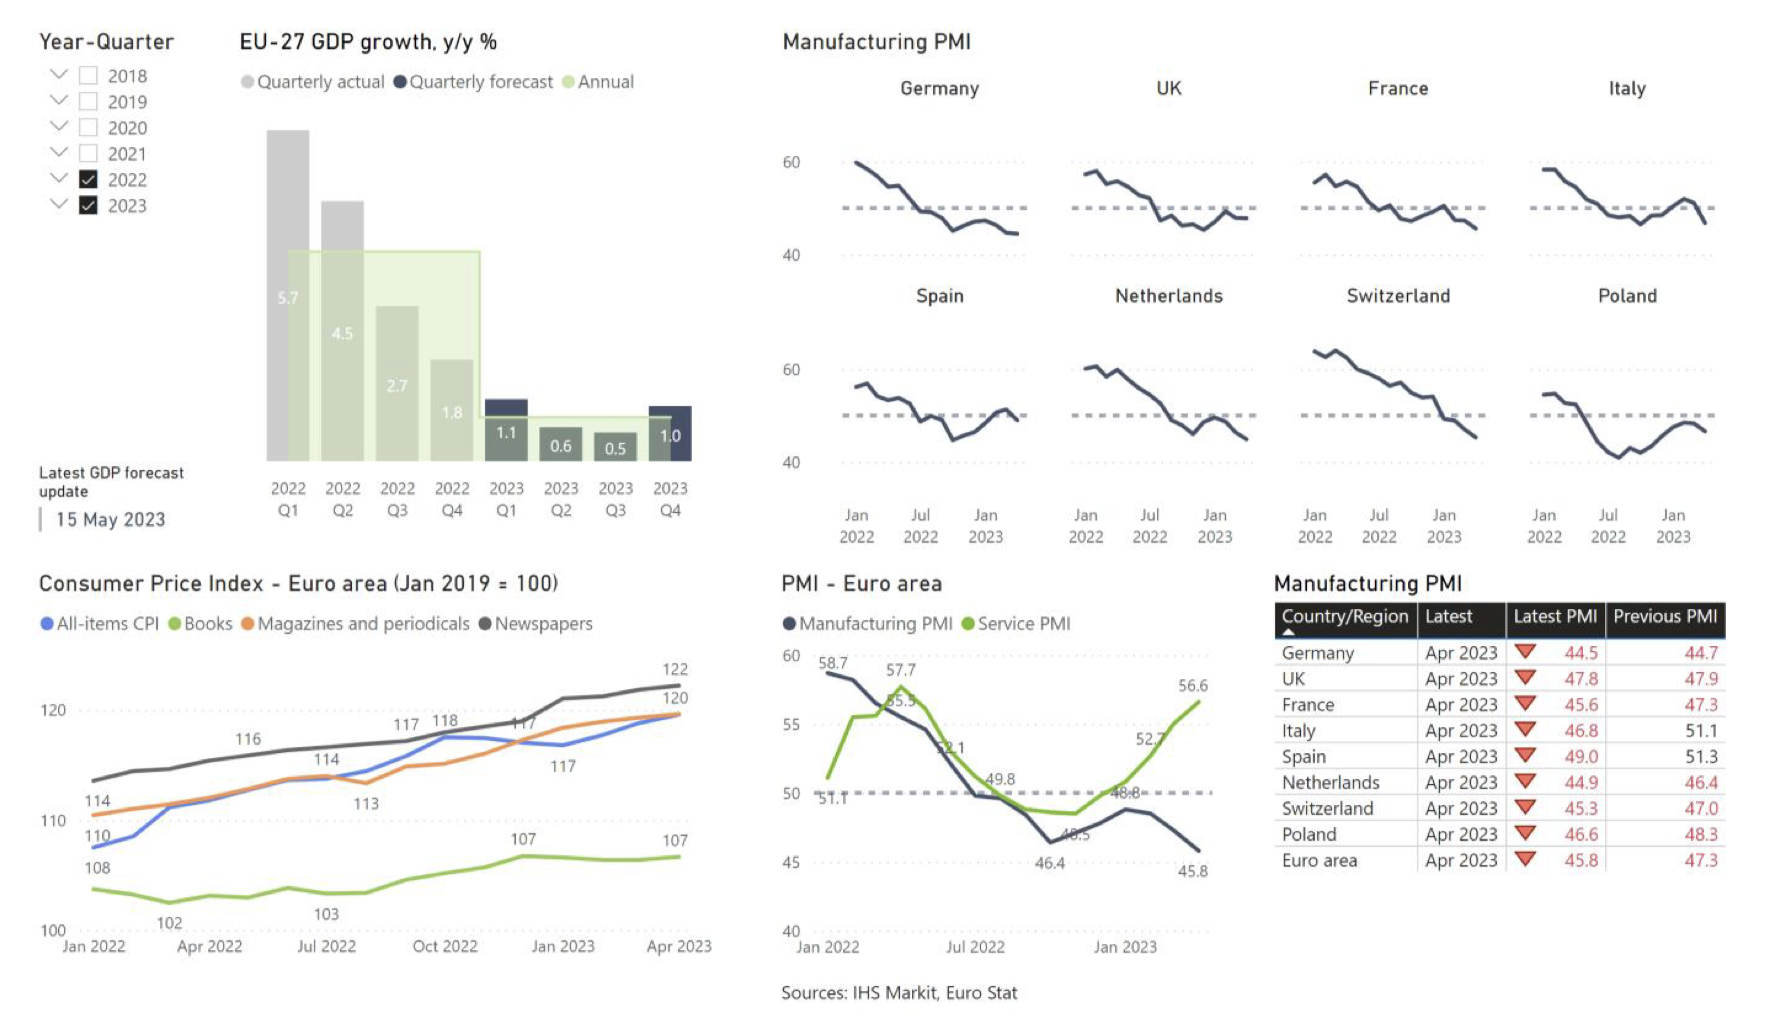 Year-Quarter
2018
2019
2020
2021
2022
2023
Latest GDP forecast
update
15 May 2023
EU-27 GDP growth, y/y %
Quarterly actual Quarterly forecast Annual
5.7
4.5
2.7
1.8
1.1
0.6
0.5
1.0
2022 2022 2022 2022 2023 2023 2023 2023
Q1 Q2 Q3 Q4 Q1 Q2 Q3 Q4
Manufacturing PMI
Germany UK France Italy
60
40
Spain Netherlands Switzerland Poland
60
40
Jan Jul Jan Jan Jul Jan Jan Jul Jan Jan Jul Jan
2022 2022 2023 2022 2022 2023 2022 2022 2023 2022 2022 2023
Consumer Price Index - Euro area (Jan 2019 = 100)
All-items CPI Books Magazines and periodicals Newspapers
122
120
120
118
117
117
116
114
117
113
114
110
110
108
107
107
103
102
100
Jan 2022 Apr 2022 Jul 2022 Oct 2022 Jan 2023 Apr 2023
PMI - Euro area
Manufacturing PMI Service PMI
60
58.7
57.7
56.6
55.5
55
52.1
52.7
49.8
50
51.1
48.8
48.5
46.4
45
45.8
40
Jan 2022 Jul 2022 Jan 2023
Sources: IHS Markit, Euro Stat
Manufacturing PMI
Country/Region Latest Latest PMI Previous PMI
Germany Apr 2023 44.5 44.7
UK Apr 2023 47.8 47.9
France Apr 2023 45.6 47.3
Italy Apr 2023 46.8 51.1
Spain Apr 2023 49.0 51.3
Netherlands Apr 2023 44.9 46.4
Switzerland Apr 2023 45.3 47.0
Poland Apr 2023 46.6 48.3
Euro area Apr 2023 45.8 47.3